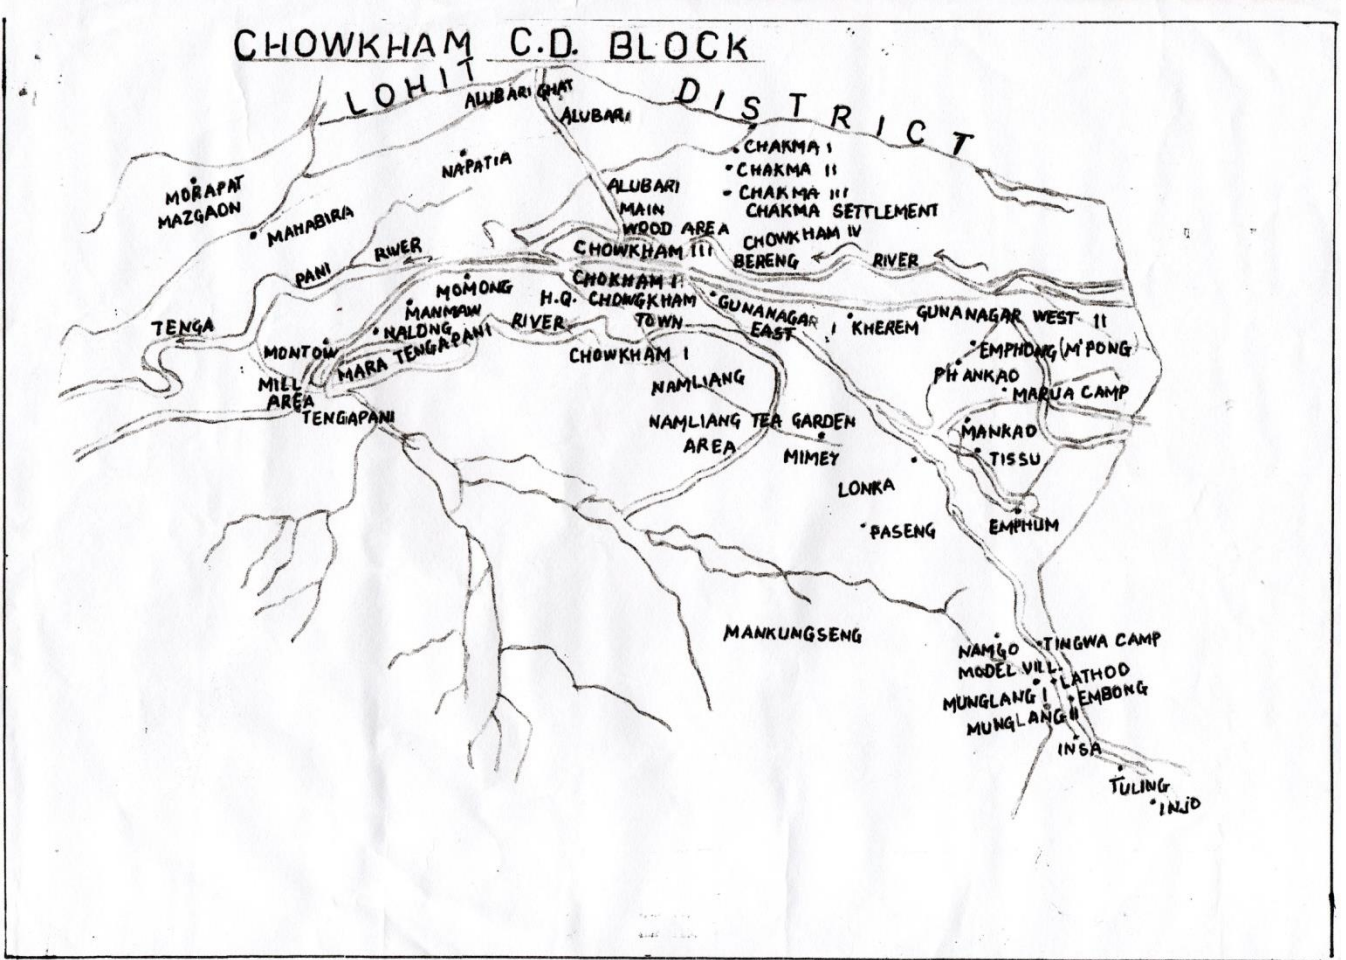 CHOWKHAM C.D. BLOCK
LOHIT DISTRICT
ALUBARI GHAT
ALUBARI
CHAKMA I
CHAKMA II
CHAKMA III
CHAKMA SETTLEMENT
NAPATIA
MORAPAT
MAZGAON
MAHABIRA
ALUBARI
MAIN
WOOD AREA
CHOWKHAM IV
CHOWKHAM III
BERENG
RIVER
PANI
RIVER
TENGA
MOMONG
MANMAW
NALONG
MARA TENGAPANI
RIVER
MONTOW
MILL
AREA
TENGAPANI
CHOKHAM II
H.Q. CHOWGKHAM
TOWN
GUNANAGAR
EAST
I
KHEREM
GUNANAGAR WEST II
CHOWKHAM I
NAMLIANG
NAMLIANG TEA GARDEN
AREA
MIMEY
EMPHONG (M'PONG)
PHANKAO
MARUA CAMP
MANKAO
TISSU
LONKA
PASENG
EMPHUM
MANKUNGSENG
NAMGO
MODEL VILL.
TINGWA CAMP
LATHOO
MUNGLANG I
EMBONG
MUNGLANG II
INSA
TULING
INJO